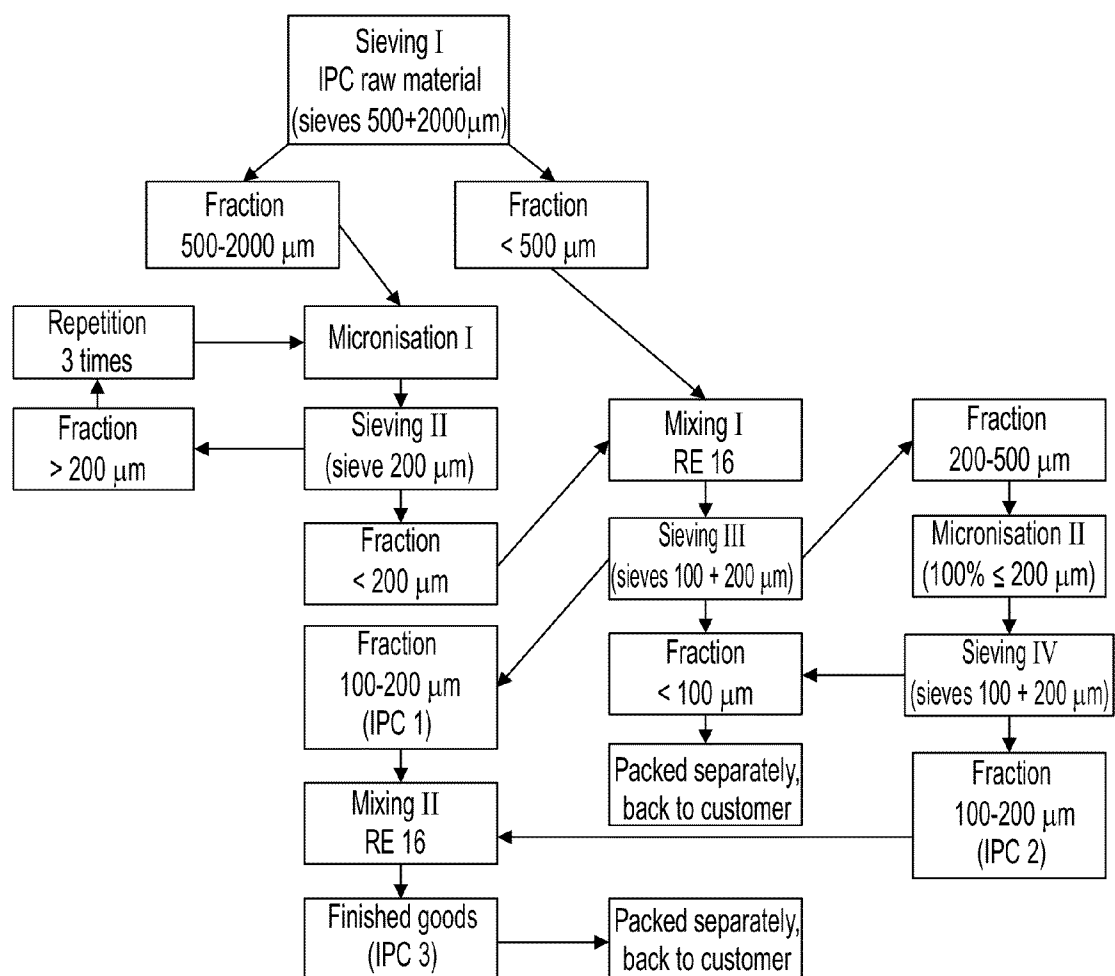 Sieving I
IPC raw material
(sieves 500+2000μm)
Fraction
500-2000 μm
Fraction
< 500 μm
Repetition
3 times
Micronisation I
Fraction
> 200 μm
Sieving II
(sieve 200 μm)
Mixing I
RE 16
Fraction
200-500 μm
Fraction
< 200 μm
Sieving III
(sieves 100 + 200 μm)
Micronisation II
(100% ≦ 200 μm)
Fraction
100-200 μm
(IPC 1)
Fraction
< 100 μm
Sieving IV
(sieves 100 + 200 μm)
Mixing II
RE 16
Packed separately,
back to customer
Fraction
100-200 μm
(IPC 2)
Finished goods
(IPC 3)
Packed separately,
back to customer